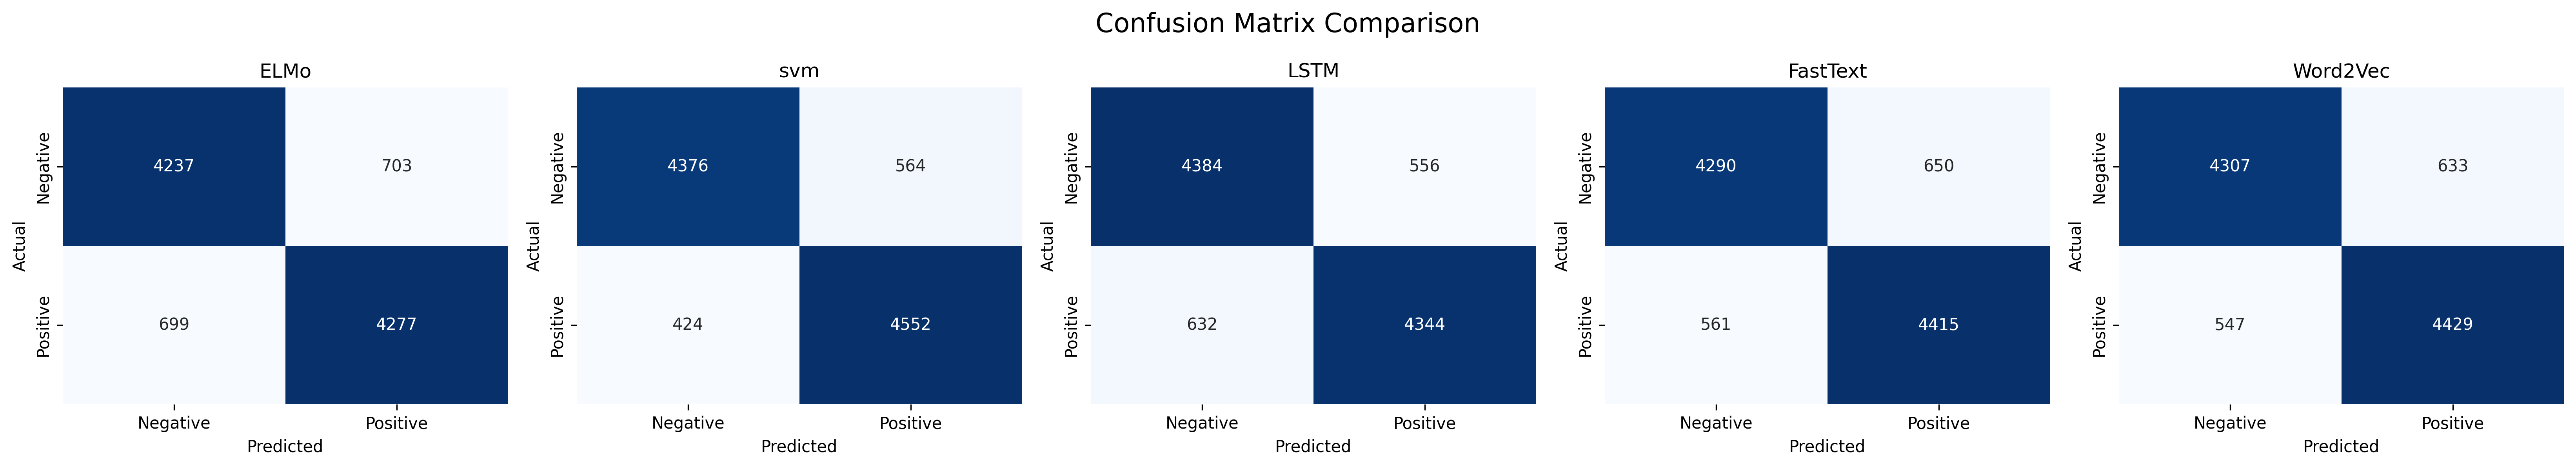 Confusion Matrix Comparison
ELMo
Actual
Negative
Positive
4237
703
699
4277
Negative
Positive
Predicted
svm
Actual
Negative
Positive
4376
564
424
4552
Negative
Positive
Predicted
LSTM
Actual
Negative
Positive
4384
556
632
4344
Negative
Positive
Predicted
FastText
Actual
Negative
Positive
4290
650
561
4415
Negative
Positive
Predicted
Word2Vec
Actual
Negative
Positive
4307
633
547
4429
Negative
Positive
Predicted